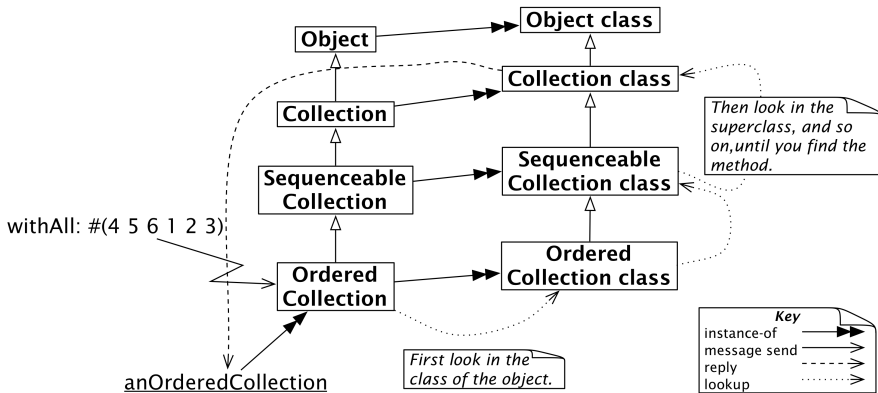 Object class
Object
Collection class
Collection
Then look in the
superclass, and so
on,until you find the
method.
Sequenceable
Collection class
Sequenceable
Collection
withAll: #(4 5 6 1 2 3)
Ordered
Collection class
Ordered
Collection
First look in the
class of the object.
anOrderedCollection
Key
instance-of
message send
reply
lookup